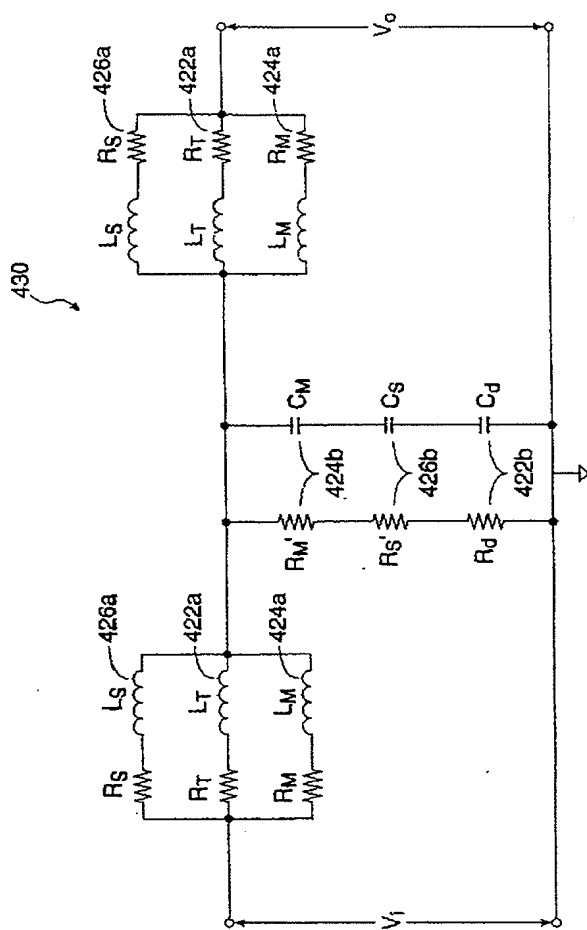 430
426a
426a
LS
RS
RS
LS
422a
422a
LT
RT
RT
LT
424a
424a
LM
RM
RM
LM
Vi
RM'
424b
CM
Vo
RS'
426b
CS
Rd
422b
Cd